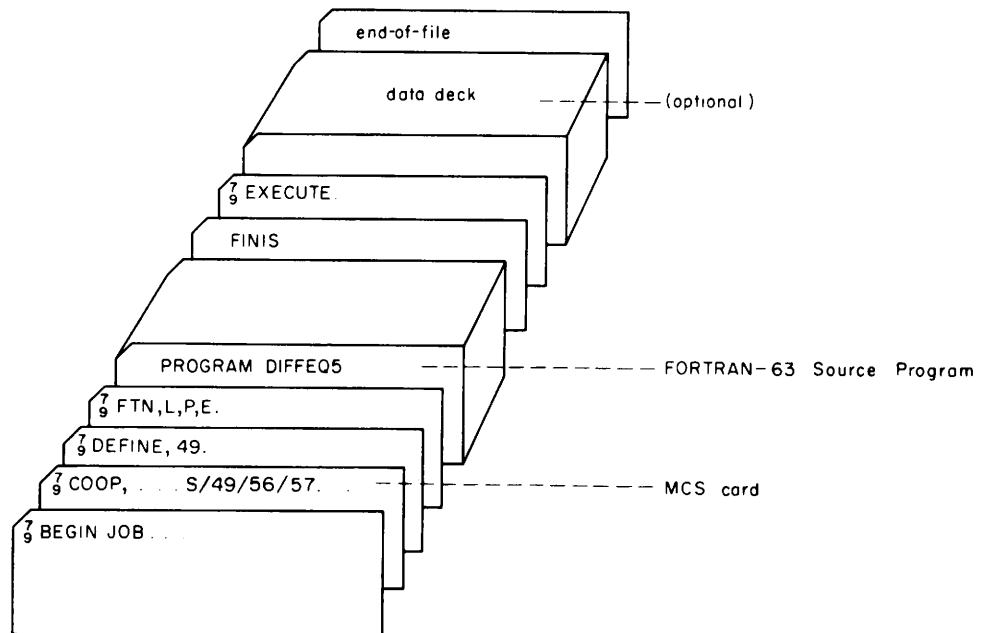 end-of-file
data deck
(optional)
7
9 EXECUTE.
FINIS
PROGRAM DIFFEQ5
FORTRAN-63 Source Program
7
9 FTN,L,P,E.
7
9 DEFINE, 49.
7
9 COOP, . . . S/49/56/57. . .
MCS card
7
9 BEGIN JOB . . .